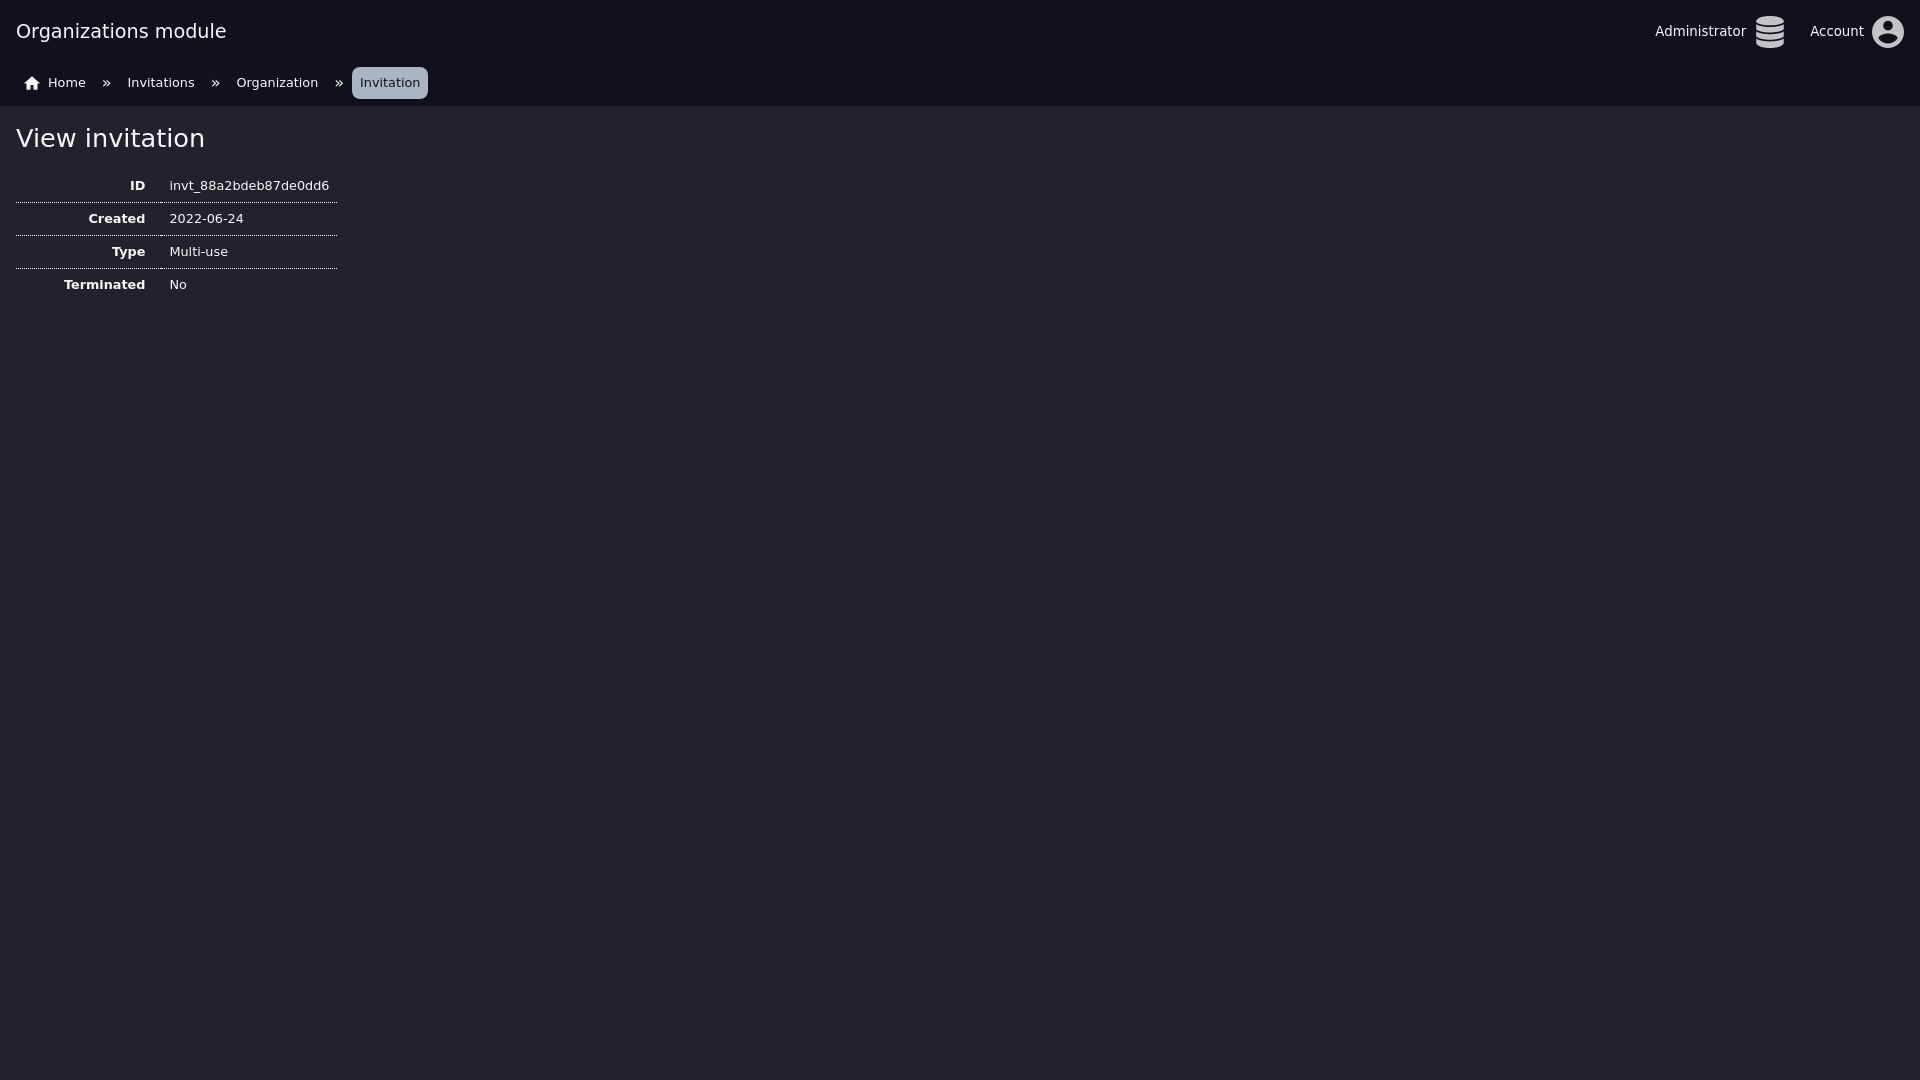 Organizations module
Administrator
Account
Home » Invitations » Organization » Invitation
View invitation
ID invt_88a2bdeb87de0dd6
Created 2022-06-24
Type Multi-use
Terminated No